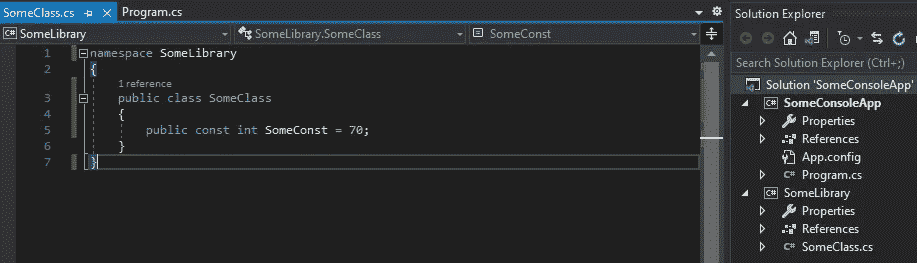 SomeClass.cs
Program.cs
SomeLibrary
SomeLibrary.SomeClass
SomeConst
1 namespace SomeLibrary
2 {
1 reference
3 public class SomeClass
4 {
5 public const int SomeConst = 70;
6 }
7 }
Solution Explorer
Search Solution Explorer (Ctrl+;)
Solution 'SomeConsoleApp'
C# SomeConsoleApp
Properties
References
App.config
C# Program.cs
C# SomeLibrary
Properties
References
C# SomeClass.cs